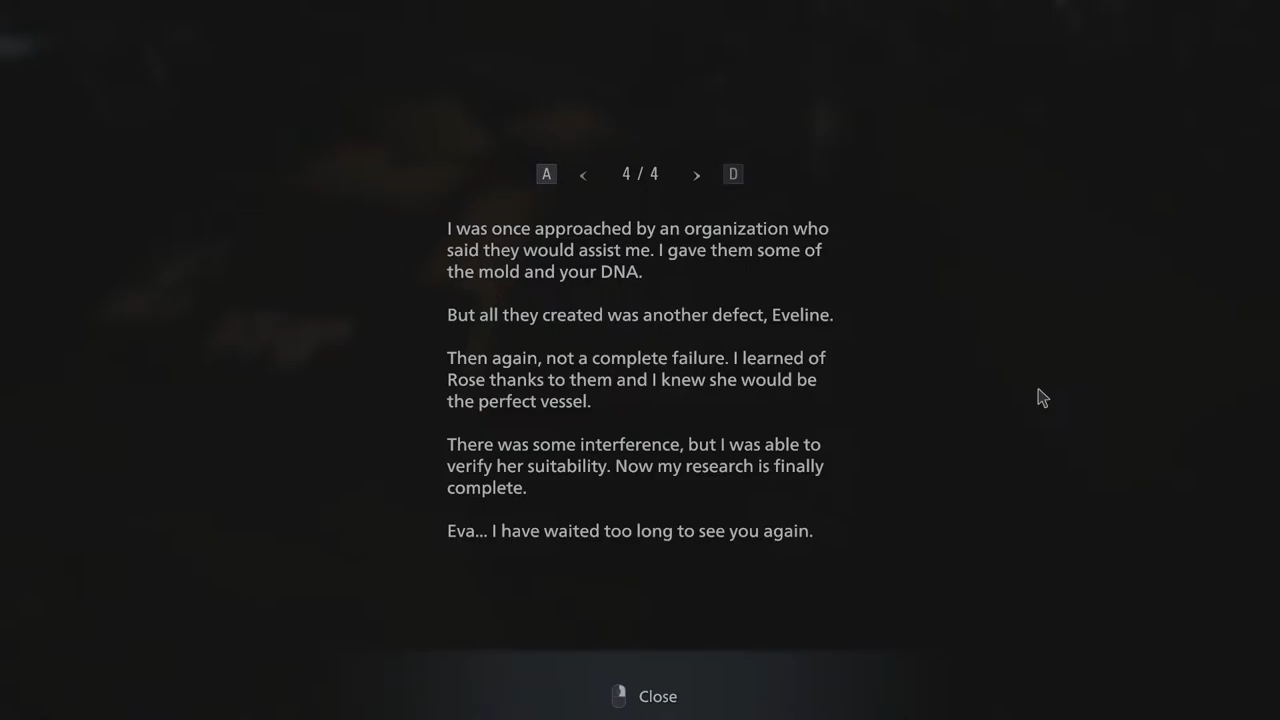 A < 4 / 4 > D
I was once approached by an organization who
said they would assist me. I gave them some of
the mold and your DNA.
But all they created was another defect, Eveline.
Then again, not a complete failure. I learned of
Rose thanks to them and I knew she would be
the perfect vessel.
There was some interference, but I was able to
verify her suitability. Now my research is finally
complete.
Eva... I have waited too long to see you again.
Close